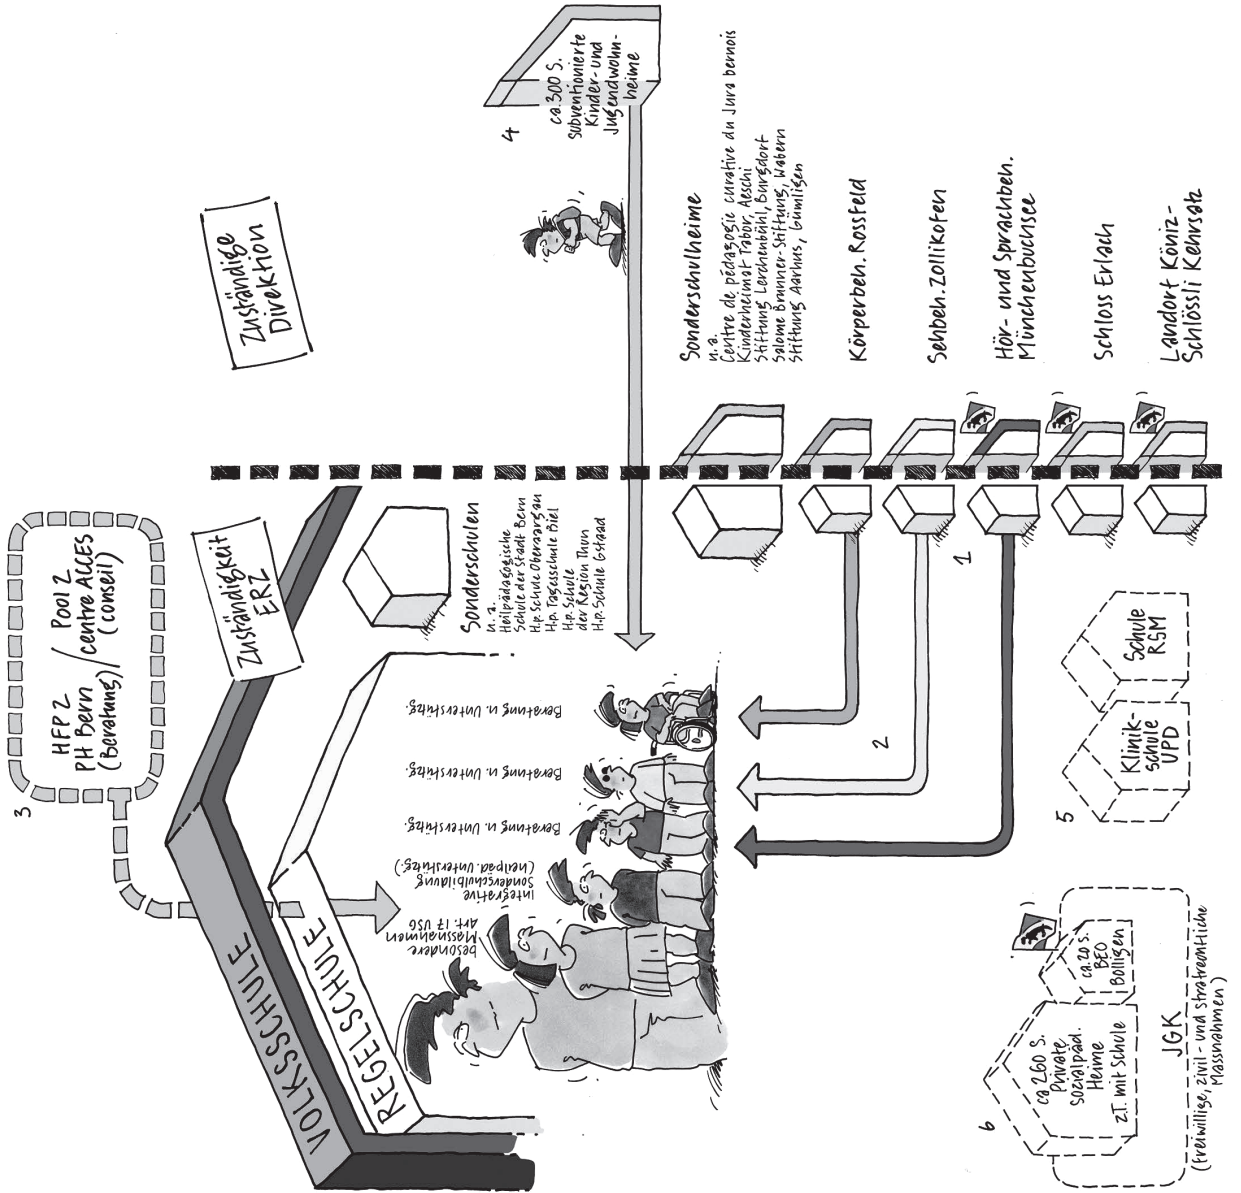 3
HFP 2
PH Bern
(Beratung)
/
Pool 2
centre ACCES
(conseil)
Zuständigkeit
ERZ
Zuständige
Direktion
VOLKSSCHULE
REGELSCHULE
besondere
Massnahmen
Art. 17 VSG
integrative
Sonderschulbildung
(heilpäd. Unterstützg.)
Beratung u. Unterstützg.
Beratung u. Unterstützg.
Beratung u. Unterstützg.
Sonderschulen
u. a.
Heilpädagogische
Schule der Stadt Bern
H.p. Schule Oberaargau
H.p. Tagesschule Biel
H.p. Schule
der Region Thun
H.p. Schule Gstaad
4
ca. 300 S.
Subventionierte
Kinder- und
Jugendwohn-
heime
Sonderschulheime
u. a.
Centre de pédagogie curative du Jura bernois
Kinderheimat Tabor, Aeschi
Stiftung Lerchenbühl, Burgdorf
Salome Brunner-Stiftung, Wabern
Stiftung Aarhus, Gümligen
Körperbeh. Rossfeld
Sehbeh. Zollikofen
Hör- und Sprachbeh.
Münchenbuchsee
Schloss Erlach
Landort Köniz-
Schlössli Kehrsatz
1
2
5
Klinik-
schule
UPD
Schule
RSM
6
ca 260 S.
Private
Sozialpäd.
Heime
z.T. mit Schule
ca. 20 S.
BEO
Bolligen
JGK
(freiwillige, zivil- und strafrechtliche
Massnahmen)